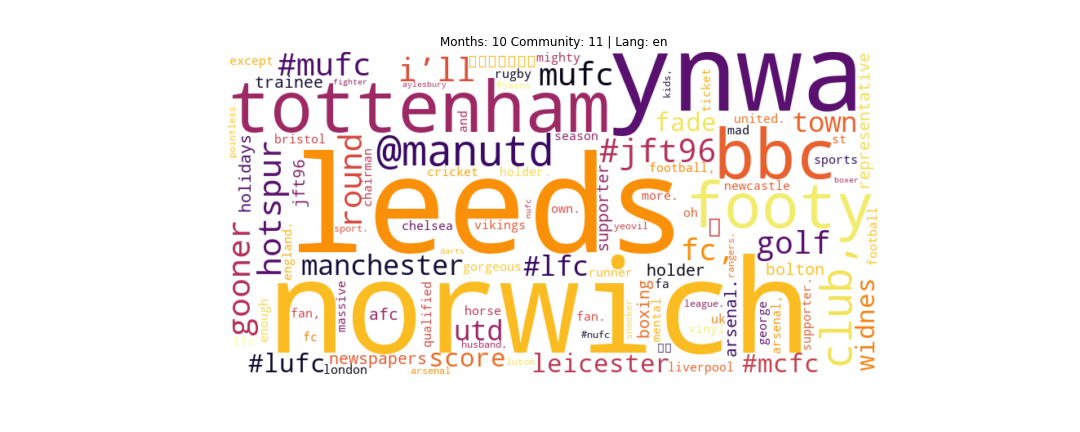 Months: 10 Community: 11 | Lang: en
except #mufc i'll mighty ynwa
trainee rugby mufc kids,
fighter aylesbury #swans ticket
tottenham and fade united. town representative
pointless bristol season mad st
holidays jft96 round chairman @manutd #jft96 bbc sports
cricket holder. supporter football, newcastle boxer
gooner hotspur leeds own. nufc more. footy
sport. chelsea vikings yeovil oh football
england. darts fc, rangers. golf club,
manchester gorgeous #lfc runner holder bolton widnes
norwich fa
enough fan, massive afc qualified horse utd fan. snooker boxing mental league. uk vinyl arsenal. george arsenal, supporter.
lfc fc husband, #nufc
#lufc newspapers score luton leicester liverpool #mcfc
london arsenal